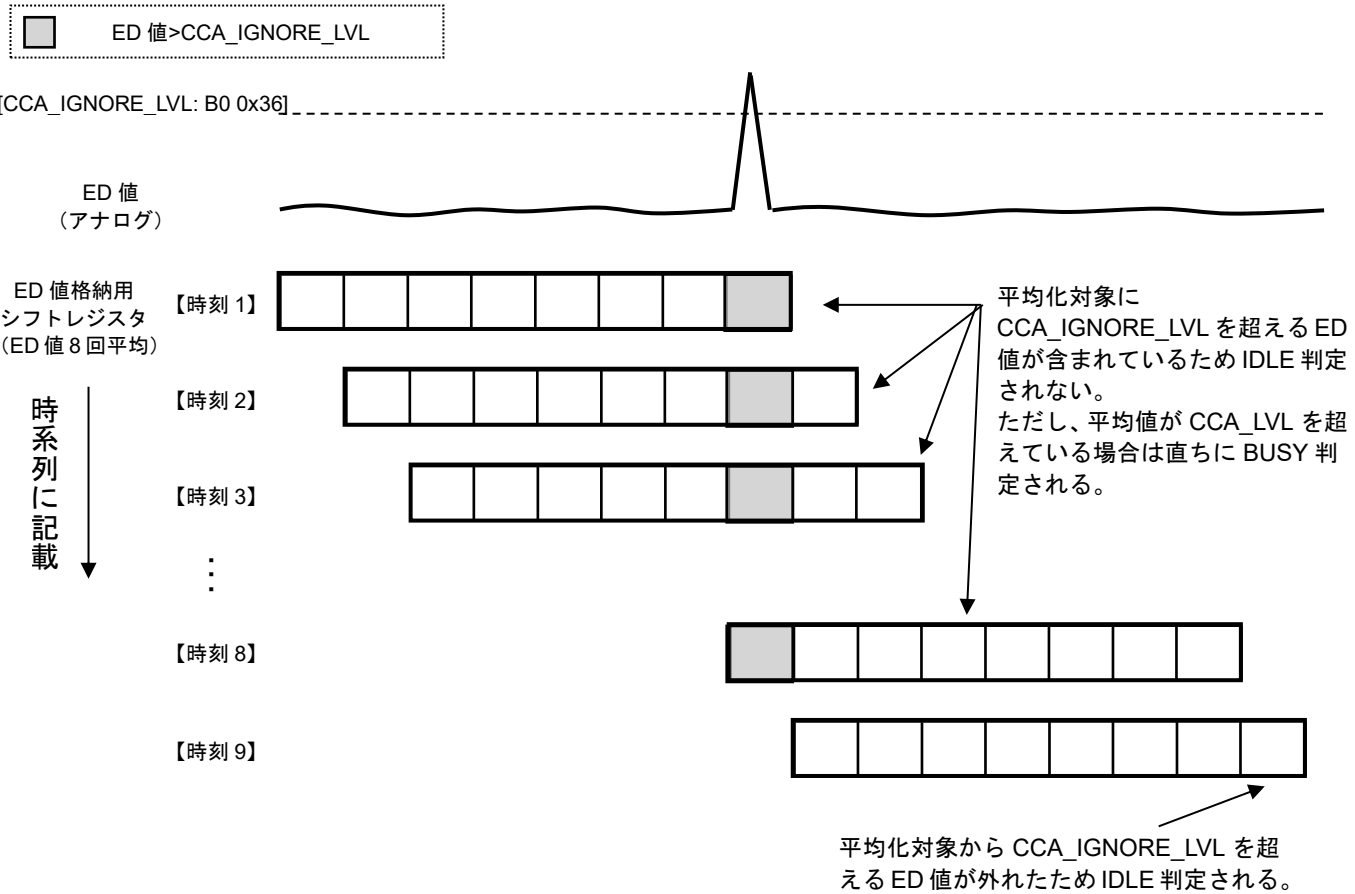 ED 値>CCA_IGNORE_LVL
[CCA_IGNORE_LVL: B0 0x36]
ED 値
（アナログ）
ED 値格納用
シフトレジスタ
（ED 値 8 回平均）
【時刻 1】
【時刻 2】
【時刻 3】
⋮
【時刻 8】
【時刻 9】
時系列に記載
平均化対象に
CCA_IGNORE_LVL を超える ED
値が含まれているため IDLE 判定
されない。
ただし、平均値が CCA_LVL を超
えている場合は直ちに BUSY 判
定される。
平均化対象から CCA_IGNORE_LVL を超
える ED 値が外れたため IDLE 判定される。